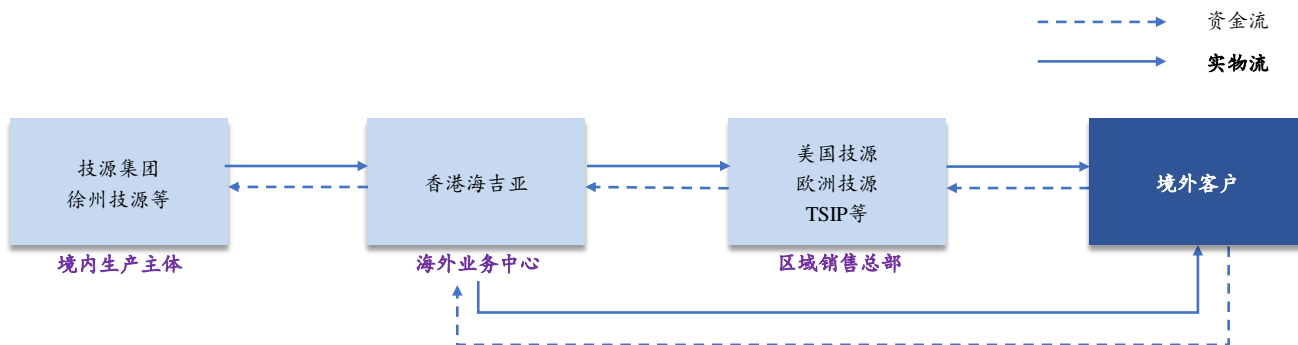 资金流
实物流
技源集团
徐州技源等
香港海吉亚
美国技源
欧洲技源
TSIP等
境外客户
境内生产主体
海外业务中心
区域销售总部